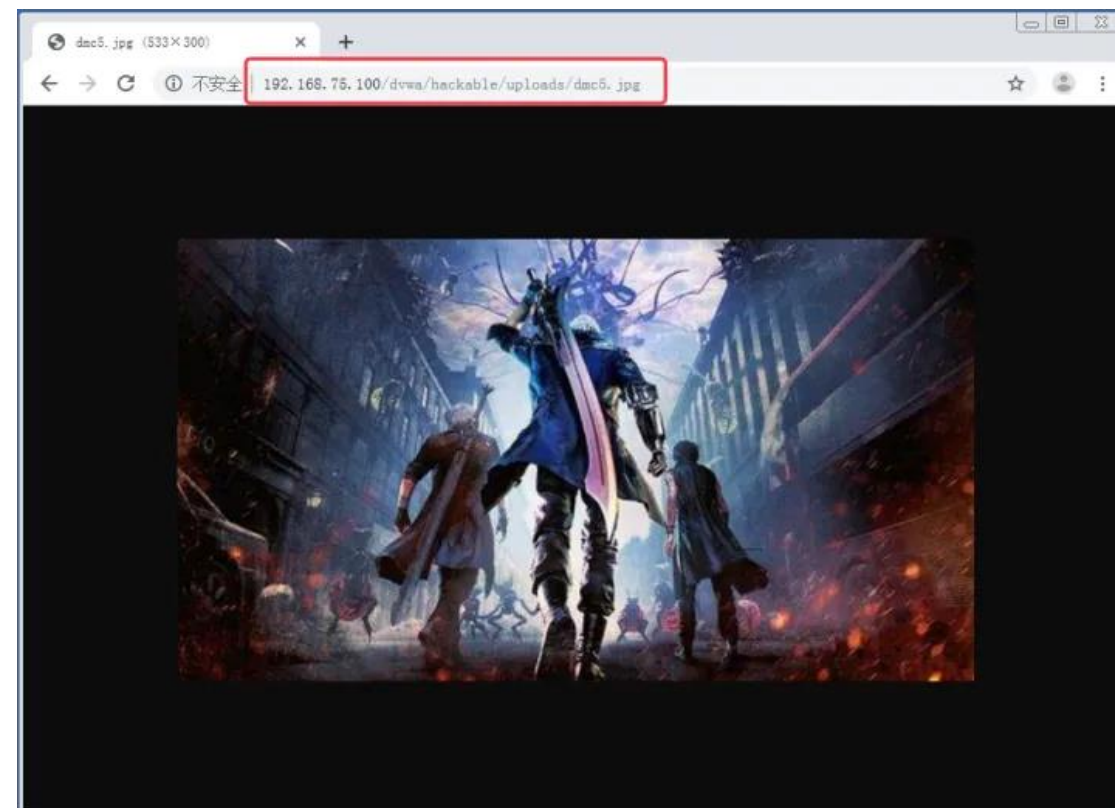 dmc5. jpg (533×300)
不安全 | 192.168.75.100/dvwa/hackable/uploads/dmc5. jpg